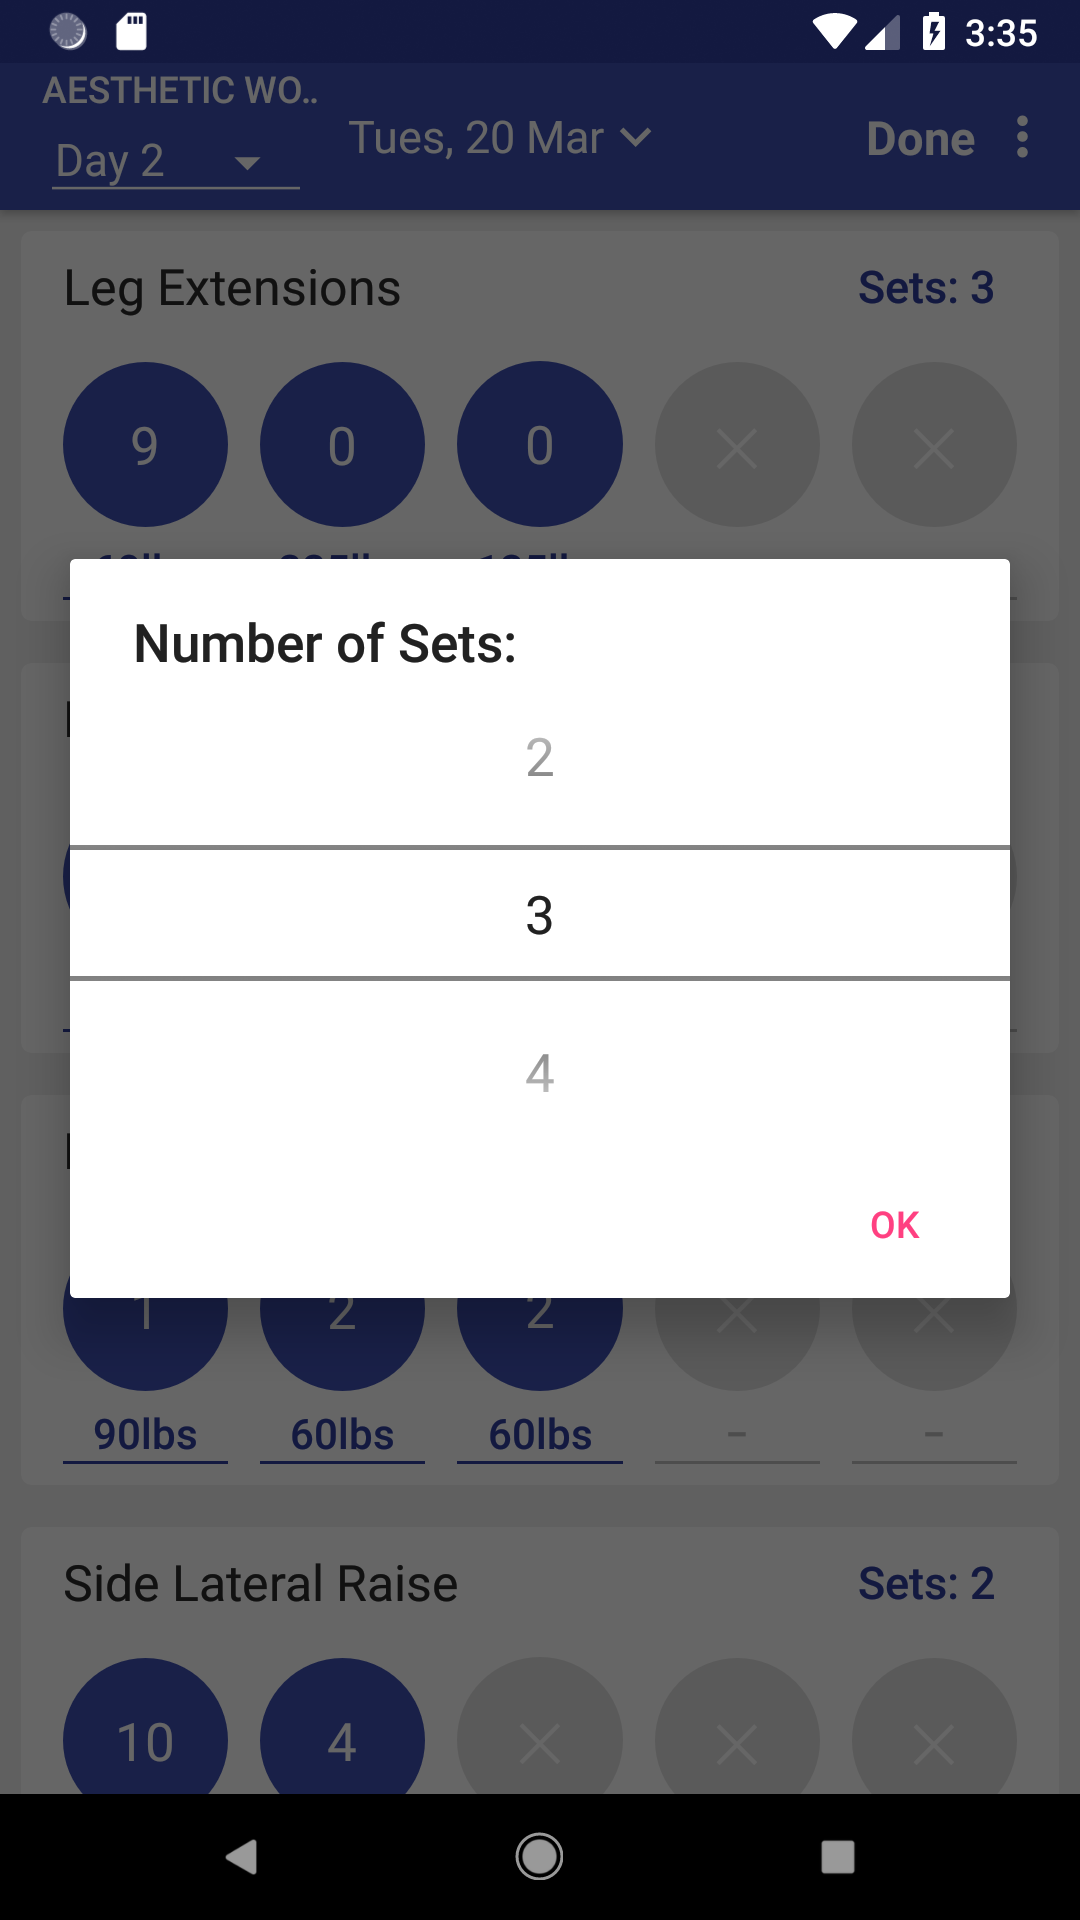 3:35
AESTHETIC WO..
Day 2
Tues, 20 Mar
Done
Leg Extensions
Sets: 3
9 0 0
Number of Sets:
2
3
4
OK
1 2 2
90lbs 60lbs 60lbs - -
Side Lateral Raise
Sets: 2
10 4